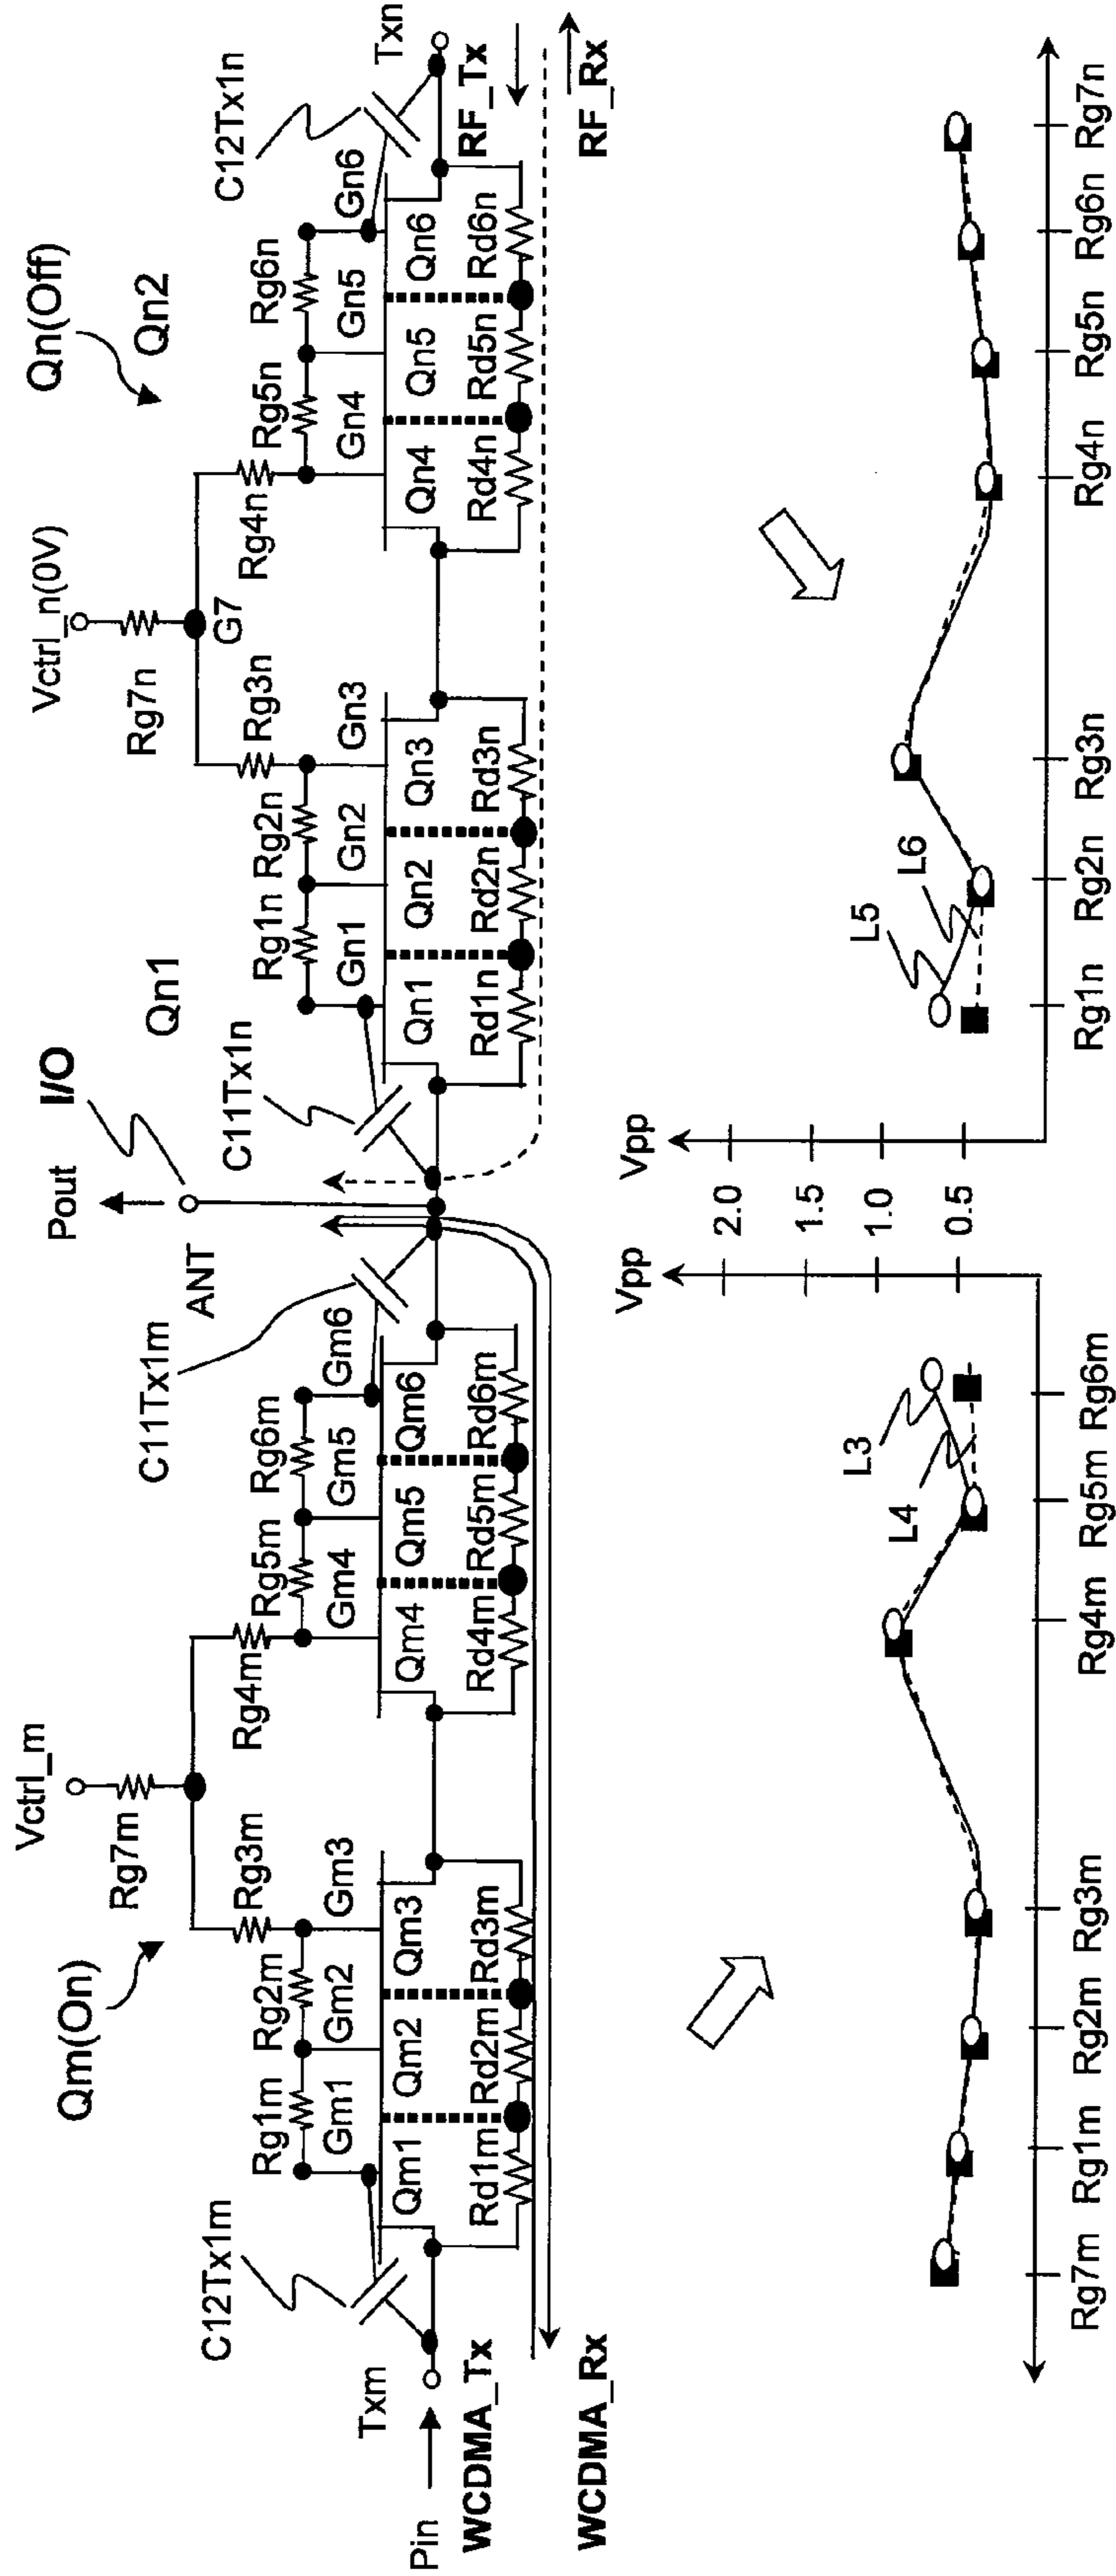 Qm(On)
Vctrl_m
Rg7m
Rg3m
Rg4m
Rg1m Rg2m
Rg5m Rg6m
Gm1 Gm2 Gm3
Gm4 Gm5 Gm6
C12Tx1m
C11Tx1m
Qm1 Qm2 Qm3
Qm4 Qm5 Qm6
Rd1m Rd2m Rd3m
Rd4m Rd5m Rd6m
Txm
Pin
WCDMA_Tx
WCDMA_Rx
Pout
I/O
ANT
Qn(Off)
Qn1
Qn2
Vctrl_n(0V)
Rg7n
G7
Rg3n
Rg4n
Rg1n Rg2n
Rg5n Rg6n
Gn1 Gn2 Gn3
Gn4 Gn5 Gn6
C11Tx1n
C12Tx1n
Qn1 Qn2 Qn3
Qn4 Qn5 Qn6
Rd1n Rd2n Rd3n
Rd4n Rd5n Rd6n
Txn
RF_Tx
RF_Rx
Vpp
Vpp
2.0
1.5
1.0
0.5
L3
L4
L5
L6
Rg7m Rg1m Rg2m Rg3m Rg4m Rg5m Rg6m
Rg1n Rg2n Rg3n Rg4n Rg5n Rg6n Rg7n